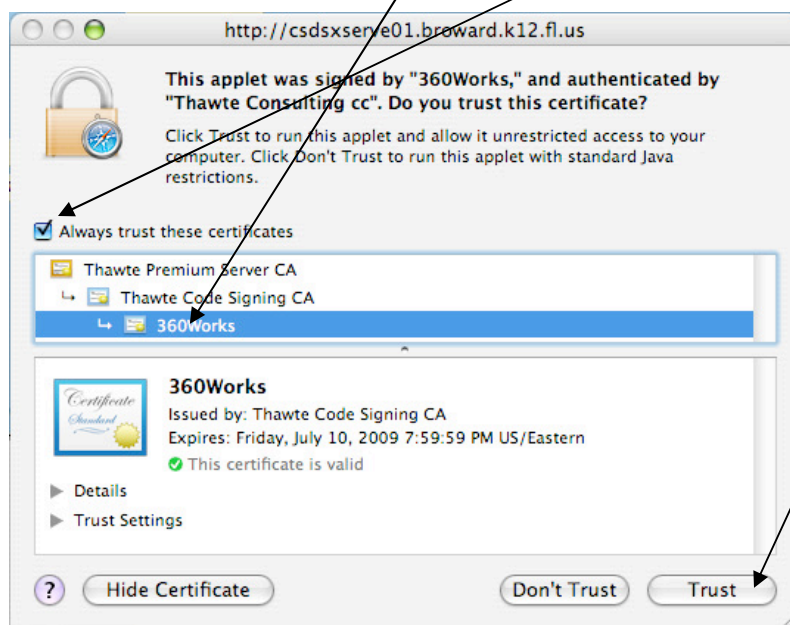 http://csdsxserve01.broward.k12.fl.us
This applet was signed by "360Works," and authenticated by
"Thawte Consulting cc". Do you trust this certificate?
Click Trust to run this applet and allow it unrestricted access to your
computer. Click Don't Trust to run this applet with standard Java
restrictions.
Always trust these certificates
Thawte Premium Server CA
Thawte Code Signing CA
360Works
Certificate
Standard
360Works
Issued by: Thawte Code Signing CA
Expires: Friday, July 10, 2009 7:59:59 PM US/Eastern
This certificate is valid
Details
Trust Settings
?
Hide Certificate
Don't Trust
Trust